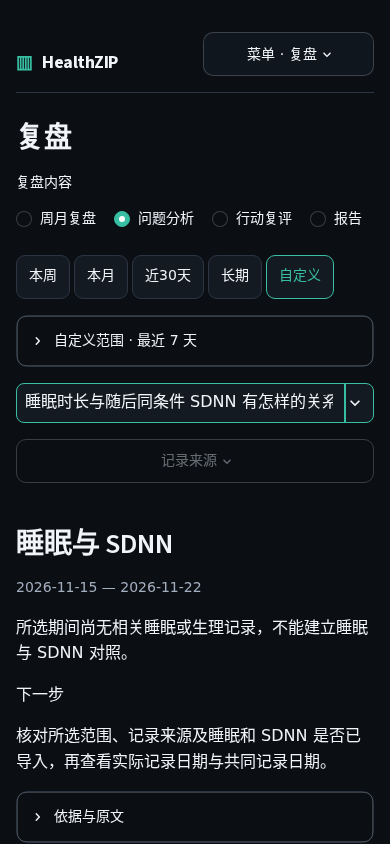 HealthZIP
菜单 · 复盘
复盘
复盘内容
周月复盘
问题分析
行动复评
报告
本周
本月
近30天
长期
自定义
自定义范围 · 最近 7 天
睡眠时长与随后同条件 SDNN 有怎样的关系
记录来源
睡眠与 SDNN
2026-11-15 — 2026-11-22
所选期间尚无相关睡眠或生理记录，不能建立睡眠
与 SDNN 对照。
下一步
核对所选范围、记录来源及睡眠和 SDNN 是否已
导入，再查看实际记录日期与共同记录日期。
依据与原文